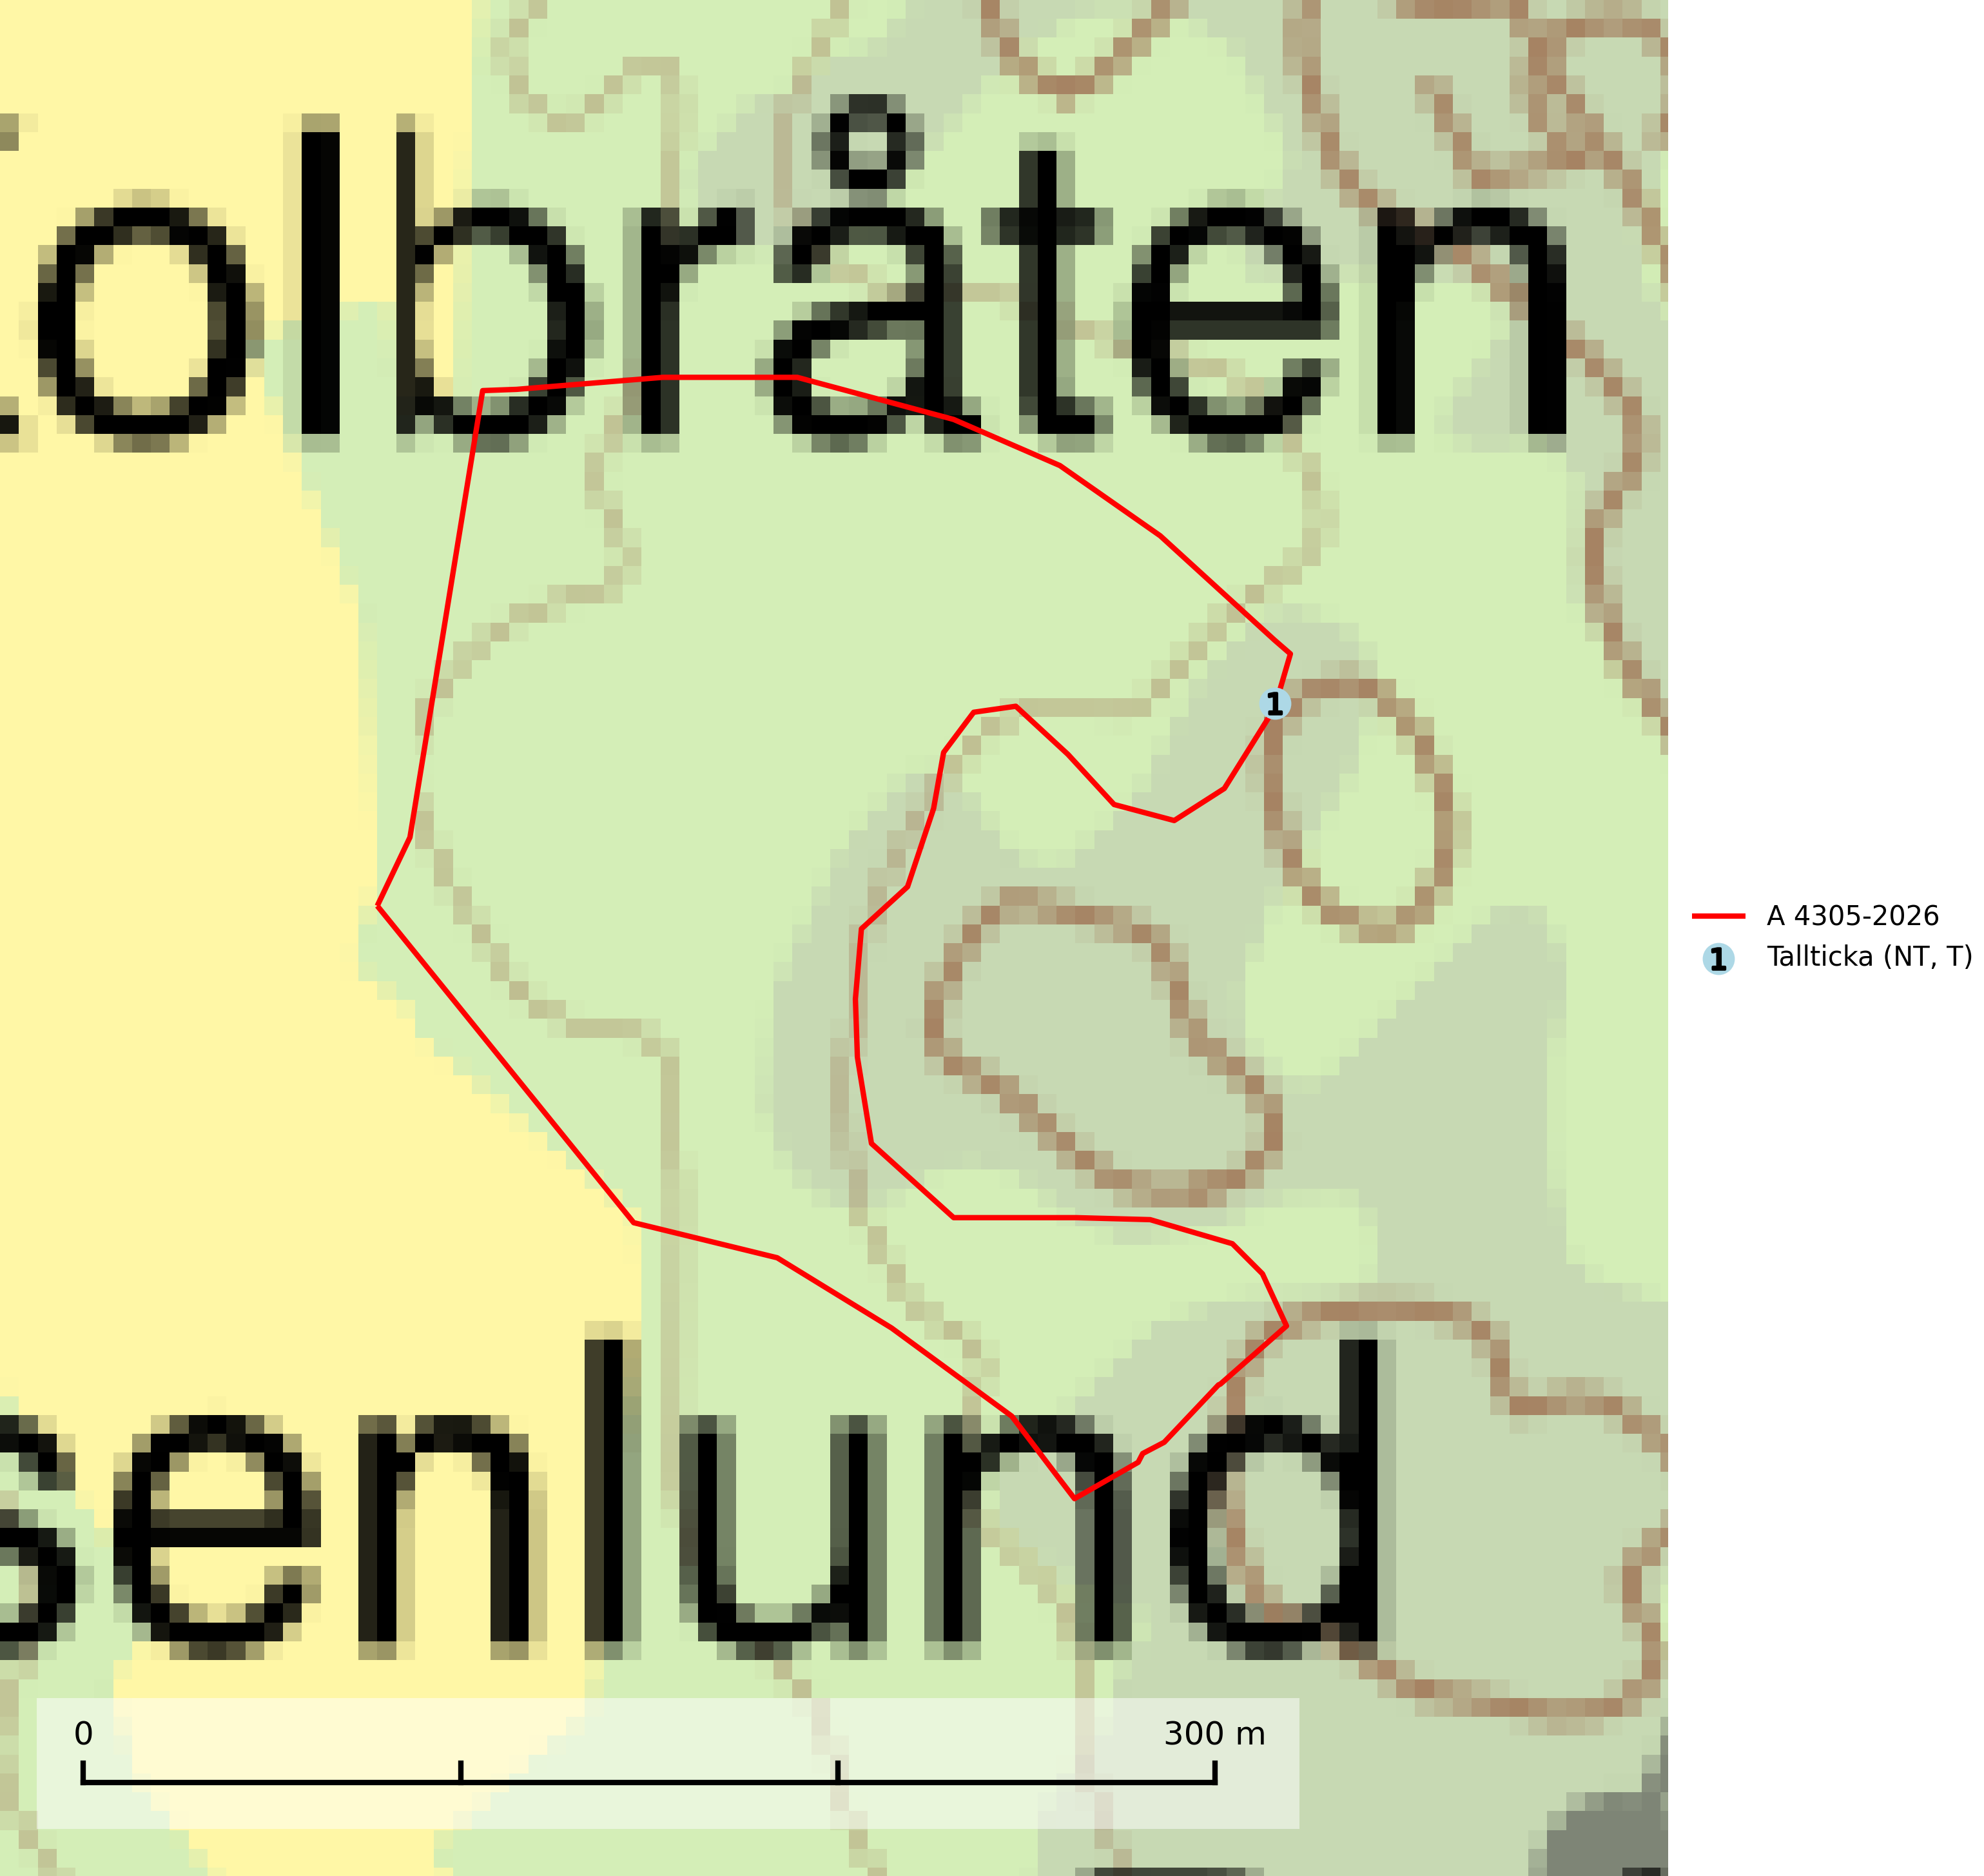 olbråten
A 4305-2026
1 Tallticka (NT, T)
1
senlund
0 300 m